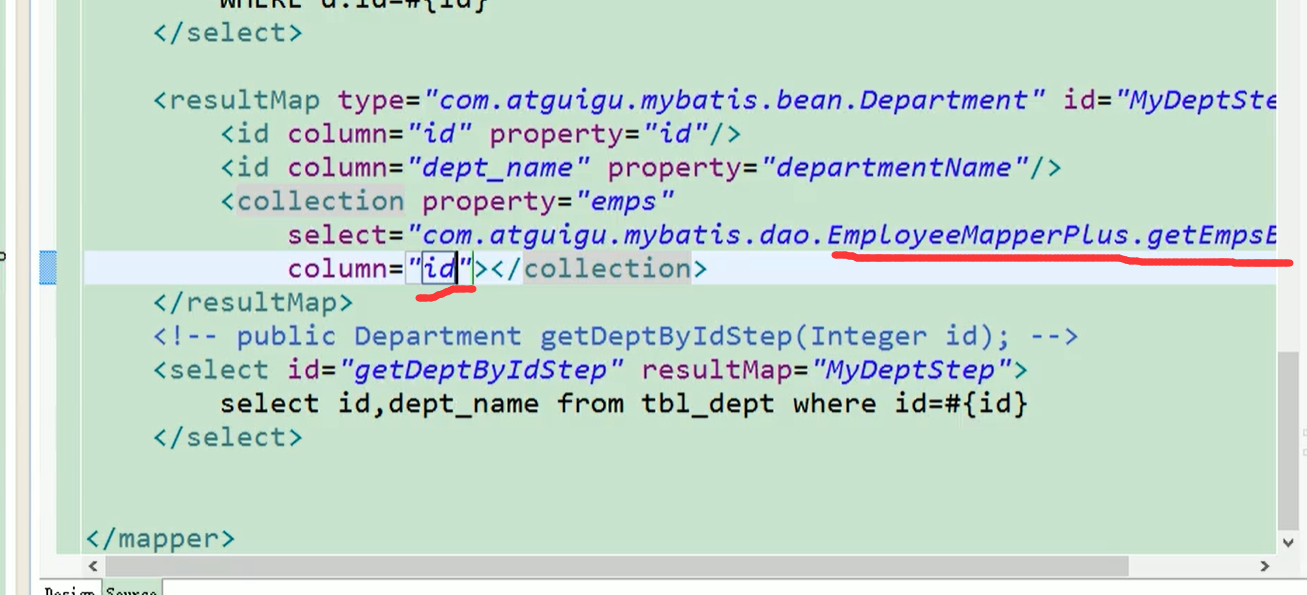 WHERE d.id=#{id}
</select>
<resultMap type="com.atguigu.mybatis.bean.Department" id="MyDeptSte
<id column="id" property="id"/>
<id column="dept_name" property="departmentName"/>
<collection property="emps"
select="com.atguigu.mybatis.dao.EmployeeMapperPlus.getEmpsB
column="id"></collection>
</resultMap>
<!-- public Department getDeptByIdStep(Integer id); -->
<select id="getDeptByIdStep" resultMap="MyDeptStep">
select id,dept_name from tbl_dept where id=#{id}
</select>
</mapper>
Design Source